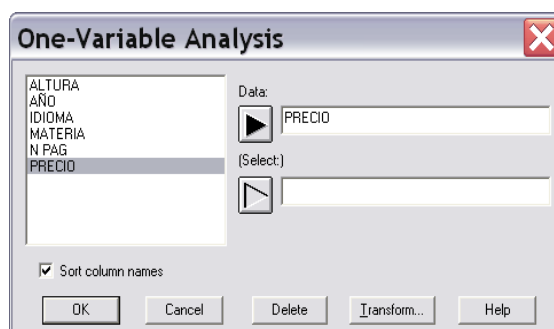 One-Variable Analysis
ALTURA
AÑO
IDIOMA
MATERIA
N PAG
PRECIO
Data:
PRECIO
(Select:)
Sort column names
OK
Cancel
Delete
Transform...
Help